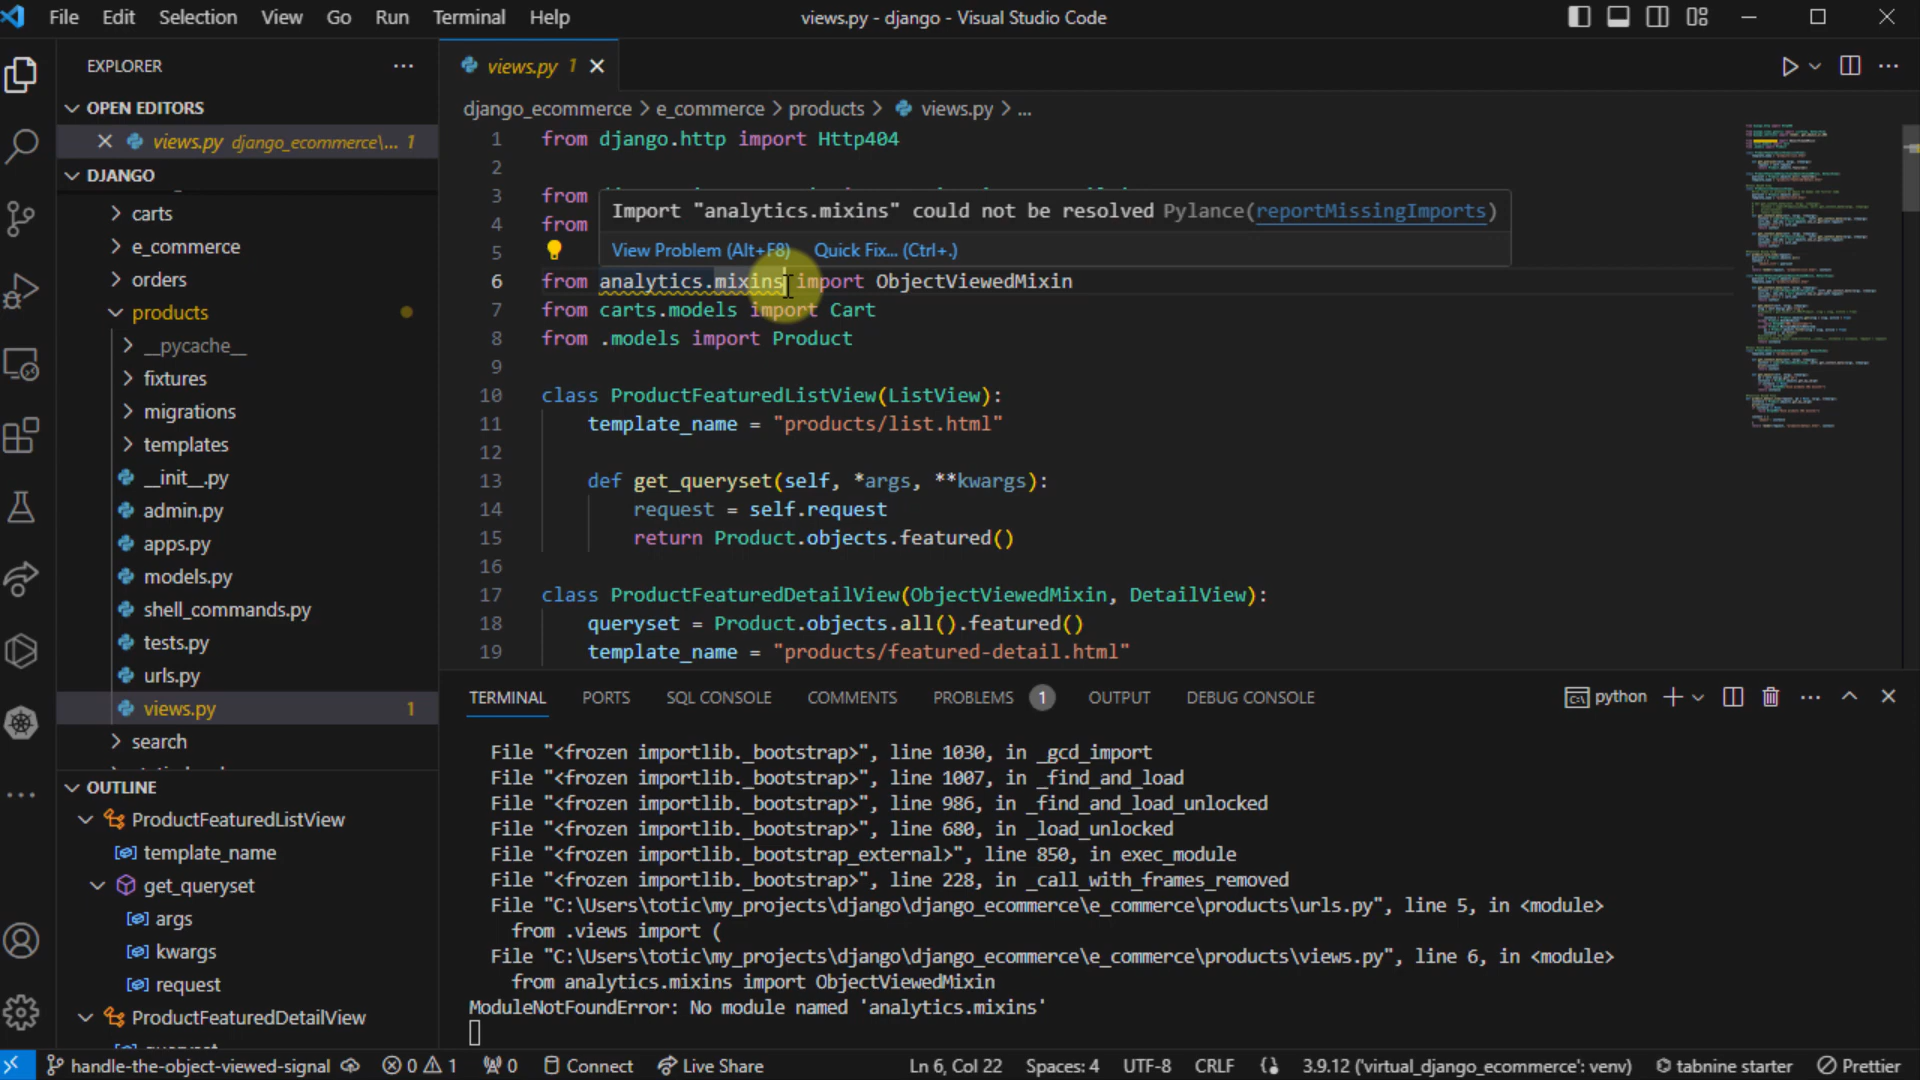 File Edit Selection View Go Run Terminal Help
views.py - django - Visual Studio Code
EXPLORER
OPEN EDITORS
views.py django_ecommerce\... 1
DJANGO
carts
e_commerce
orders
products
__pycache__
fixtures
migrations
templates
__init__.py
admin.py
apps.py
models.py
shell_commands.py
tests.py
urls.py
views.py 1
search
OUTLINE
ProductFeaturedListView
template_name
get_queryset
args
kwargs
request
ProductFeaturedDetailView
views.py 1
django_ecommerce > e_commerce > products > views.py > ...
1 from django.http import Http404
2
3 from
Import "analytics.mixins" could not be resolved Pylance(reportMissingImports)
4 from
5 View Problem (Alt+F8) Quick Fix... (Ctrl+.)
6 from analytics.mixins import ObjectViewedMixin
7 from carts.models import Cart
8 from .models import Product
9
10 class ProductFeaturedListView(ListView):
11 template_name = "products/list.html"
12
13 def get_queryset(self, *args, **kwargs):
14 request = self.request
15 return Product.objects.featured()
16
17 class ProductFeaturedDetailView(ObjectViewedMixin, DetailView):
18 queryset = Product.objects.all().featured()
19 template_name = "products/featured-detail.html"
TERMINAL PORTS SQL CONSOLE COMMENTS PROBLEMS 1 OUTPUT DEBUG CONSOLE python
File "<frozen importlib._bootstrap>", line 1030, in _gcd_import
File "<frozen importlib._bootstrap>", line 1007, in _find_and_load
File "<frozen importlib._bootstrap>", line 986, in _find_and_load_unlocked
File "<frozen importlib._bootstrap>", line 680, in _load_unlocked
File "<frozen importlib._bootstrap_external>", line 850, in exec_module
File "<frozen importlib._bootstrap>", line 228, in _call_with_frames_removed
File "C:\Users\totic\my_projects\django\django_ecommerce\e_commerce\products\urls.py", line 5, in <module>
from .views import (
File "C:\Users\totic\my_projects\django\django_ecommerce\e_commerce\products\views.py", line 6, in <module>
from analytics.mixins import ObjectViewedMixin
ModuleNotFoundError: No module named 'analytics.mixins'
handle-the-object-viewed-signal 0 1 0 Connect Live Share Ln 6, Col 22 Spaces: 4 UTF-8 CRLF 3.9.12 ('virtual_django_ecommerce': venv) tabnine starter Prettier